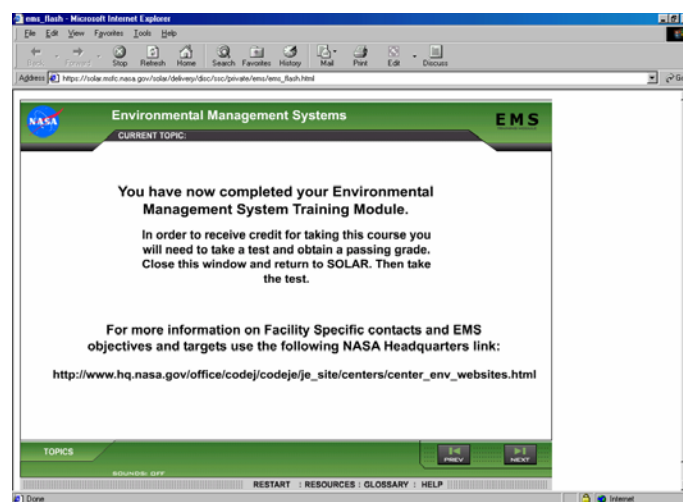 ems_flash - Microsoft Internet Explorer
File Edit View Favorites Tools Help
Back Forward Stop Refresh Home Search Favorites History Mail Print Edit Discuss
Address https://solar.msfc.nasa.gov/solar/delivery/disc/ssc/private/ems/ems_flash.html
NASA
Environmental Management Systems
EMS
CURRENT TOPIC:
You have now completed your Environmental
Management System Training Module.
In order to receive credit for taking this course you
will need to take a test and obtain a passing grade.
Close this window and return to SOLAR. Then take
the test.
For more information on Facility Specific contacts and EMS
objectives and targets use the following NASA Headquarters link:
http://www.hq.nasa.gov/office/codej/codeje/je_site/centers/center_env_websites.html
TOPICS
PREV NEXT
SOUNDS: OFF
RESTART : RESOURCES : GLOSSARY : HELP
Done Internet